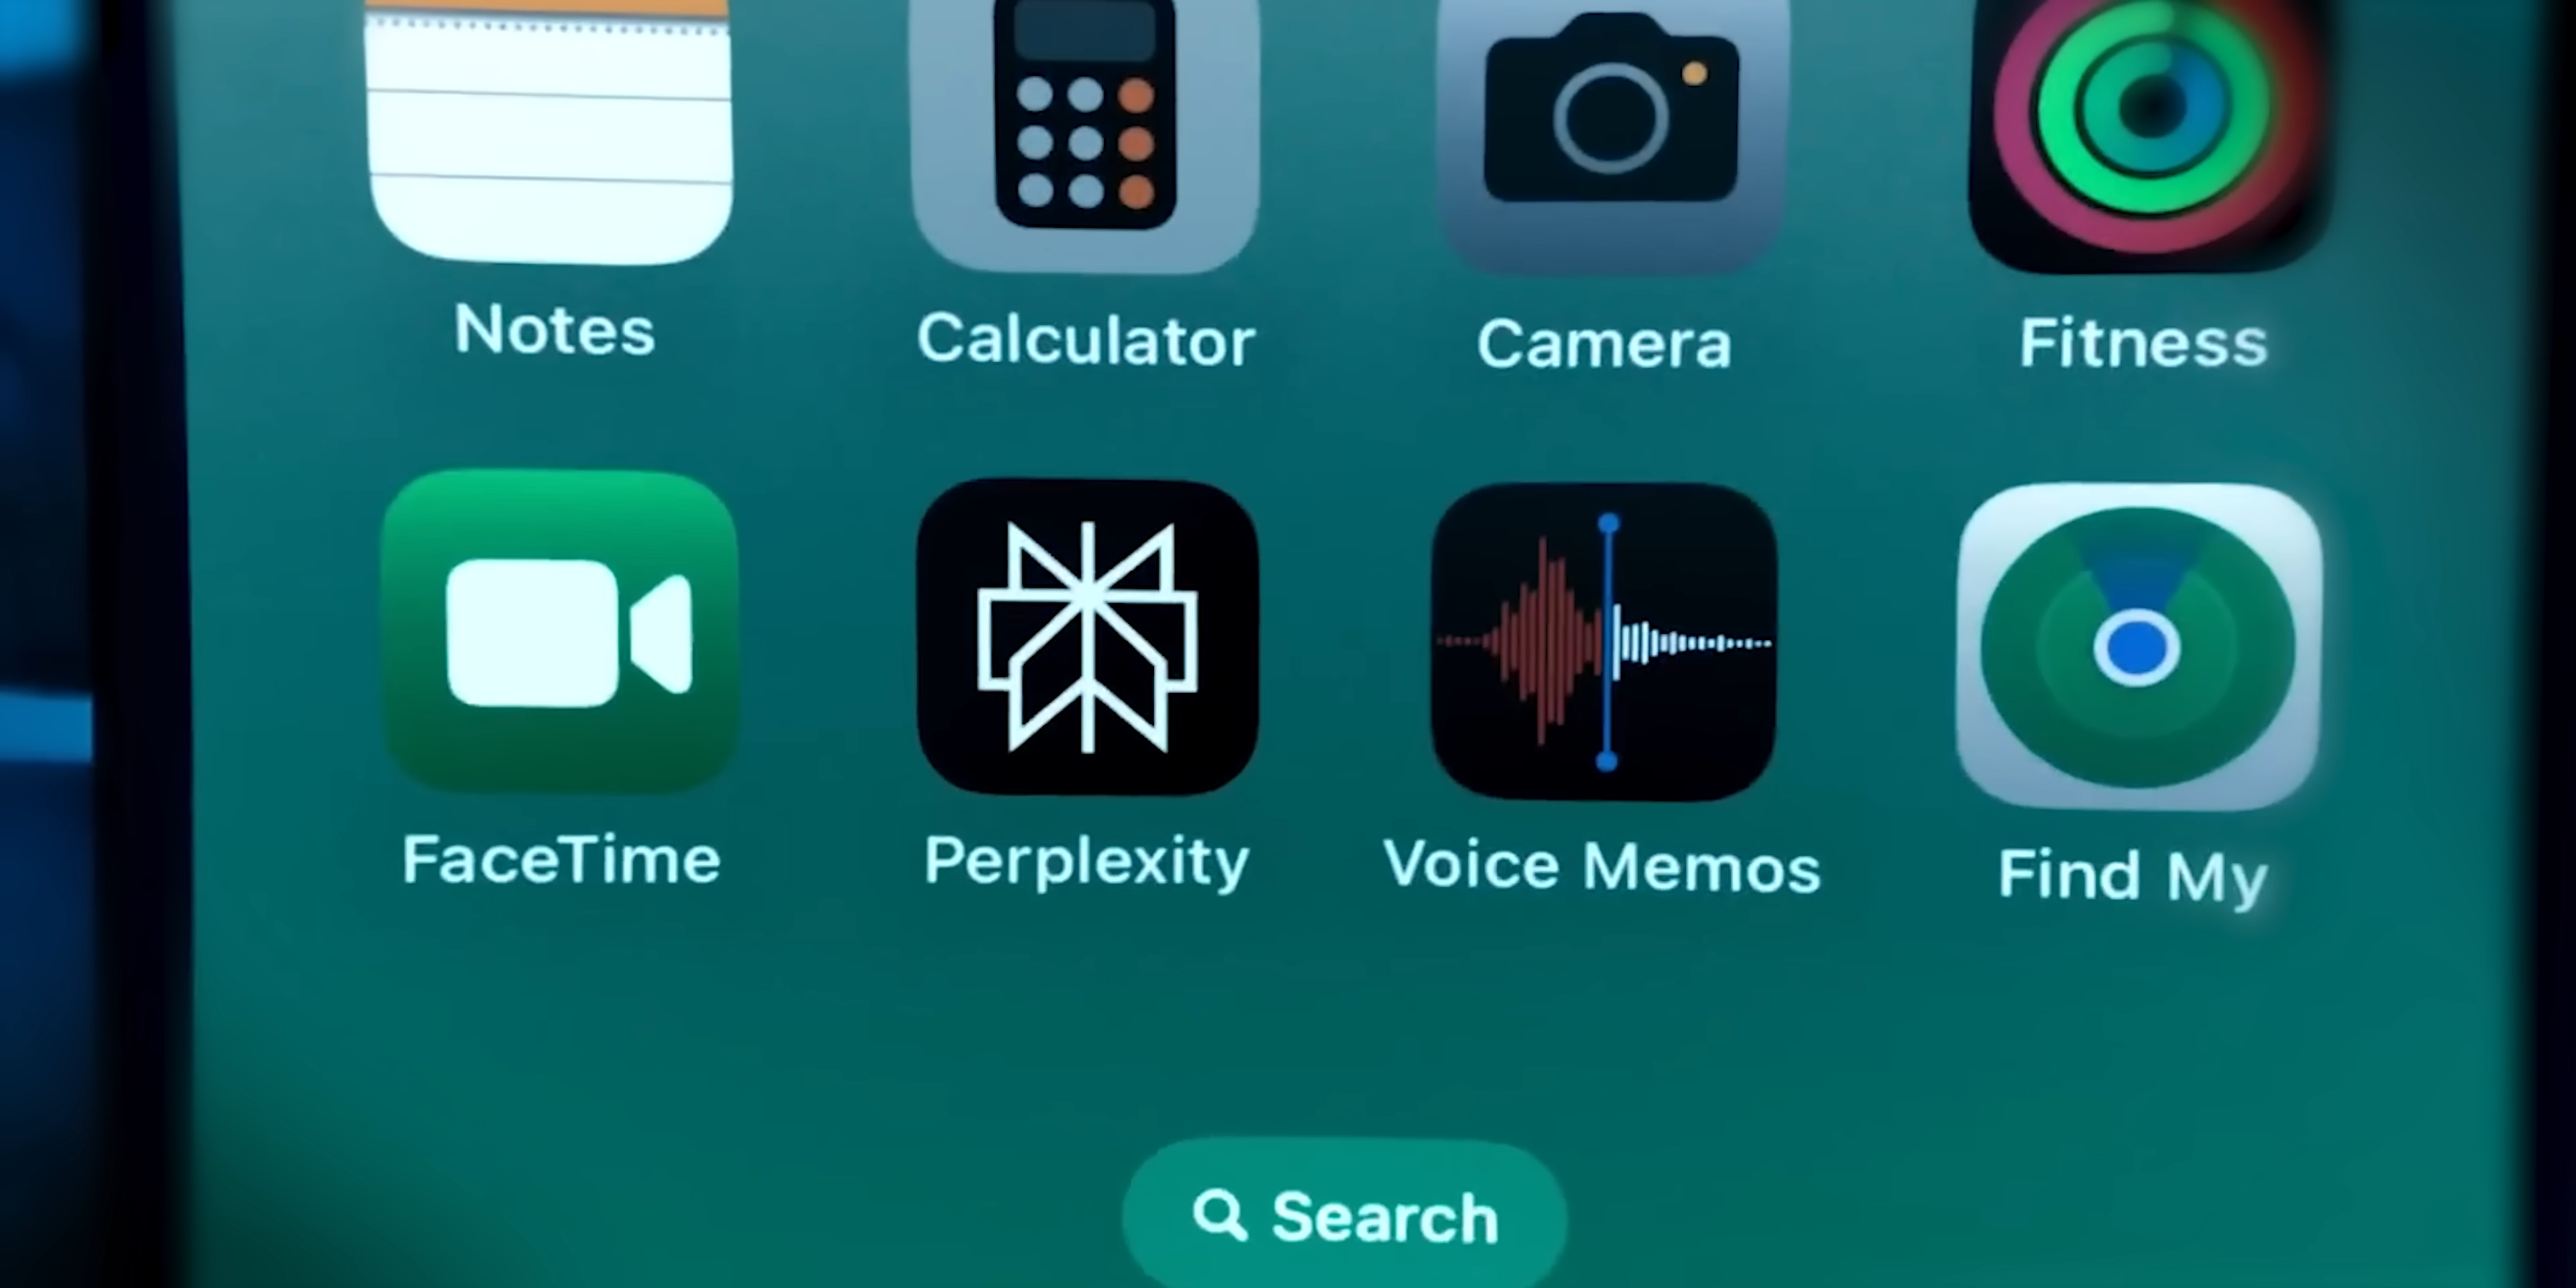 Notes
Calculator
Camera
Fitness
FaceTime
Perplexity
Voice Memos
Find My
Search